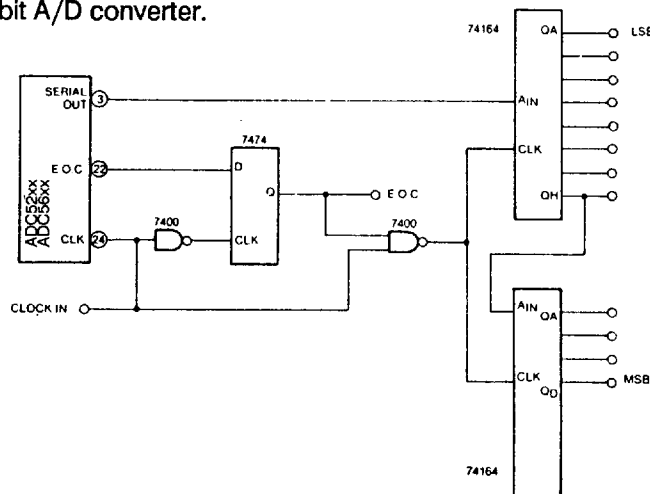 bit A/D converter.
74164
QA
LSB
SERIAL
OUT
3
AIN
7474
EOC
22
D
CLK
Q
EOC
ADC52xx
ADC56xx
7400
7400
QH
CLK
24
CLK
CLOCK IN
AIN
QA
CLK
QD
MSB
74164